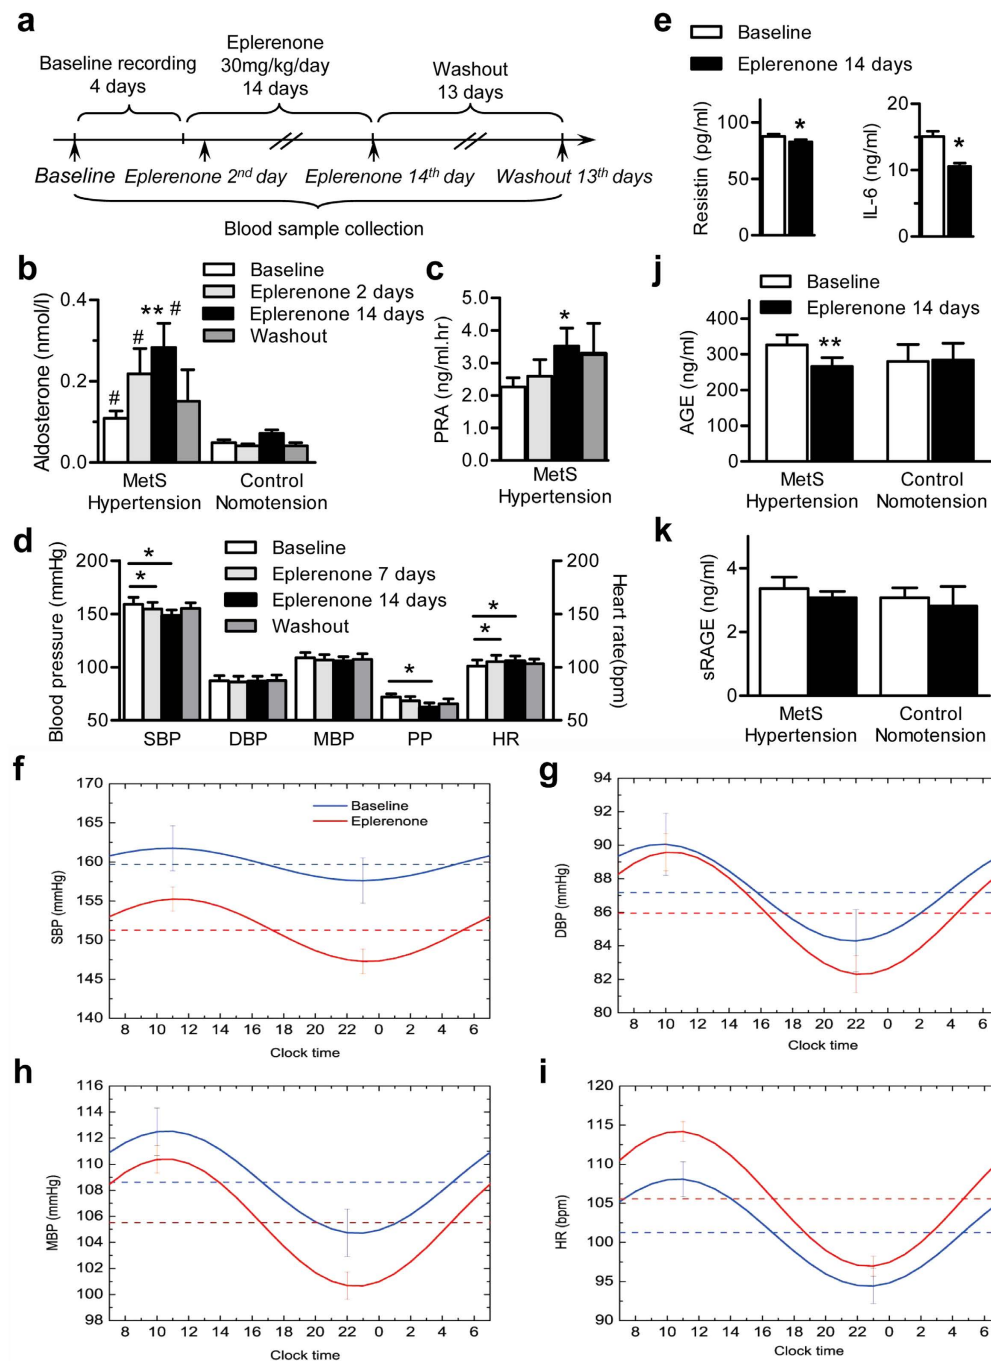 a
Baseline recording
4 days
Eplerenone
30mg/kg/day
14 days
Washout
13 days
Baseline
Eplerenone 2nd day
Eplerenone 14th day
Washout 13th days
Blood sample collection
e
Baseline
Eplerenone 14 days
Resistin (pg/ml)
100
50
0
*
IL-6 (ng/ml)
20
10
0
*
b
Baseline
Eplerenone 2 days
Eplerenone 14 days
Washout
Aldosterone (nmol/l)
0.4
0.2
0.0
#
#
** #
MetS
Hypertension
Control
Nomotension
c
PRA (ng/ml.hr)
5.0
4.0
3.0
2.0
1.0
0.0
*
MetS
Hypertension
j
Baseline
Eplerenone 14 days
AGE (ng/ml)
400
300
200
100
0
**
MetS
Hypertension
Control
Nomotension
d
Baseline
Eplerenone 7 days
Eplerenone 14 days
Washout
Blood pressure (mmHg)
200
150
100
50
*
*
*
*
*
SBP
DBP
MBP
PP
HR
200
150
100
50
Heart rate(bpm)
k
sRAGE (ng/ml)
4
2
0
MetS
Hypertension
Control
Nomotension
f
Baseline
Eplerenone
SBP (mmHg)
170
165
160
155
150
145
140
8 10 12 14 16 18 20 22 0 2 4 6
Clock time
g
DBP (mmHg)
94
92
90
88
86
84
82
80
8 10 12 14 16 18 20 22 0 2 4 6
Clock time
h
MBP (mmHg)
116
114
112
110
108
106
104
102
100
98
8 10 12 14 16 18 20 22 0 2 4 6
Clock time
i
HR (bpm)
120
115
110
105
100
95
90
8 10 12 14 16 18 20 22 0 2 4 6
Clock time